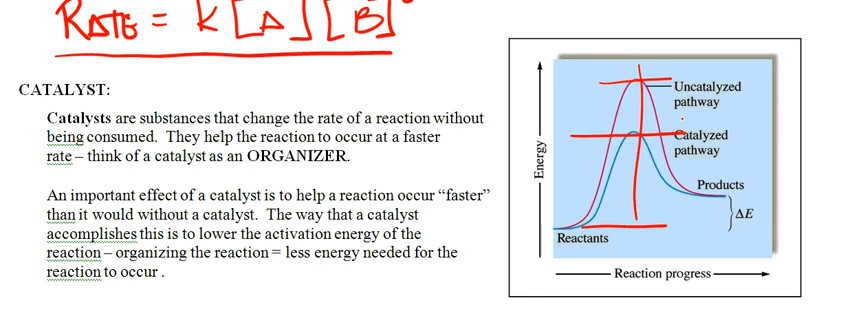 RATE = K[A][B]
CATALYST:
Catalysts are substances that change the rate of a reaction without
being consumed. They help the reaction to occur at a faster
rate – think of a catalyst as an ORGANIZER.
An important effect of a catalyst is to help a reaction occur “faster”
than it would without a catalyst. The way that a catalyst
accomplishes this is to lower the activation energy of the
reaction – organizing the reaction = less energy needed for the
reaction to occur .
Energy
Uncatalyzed
pathway
Catalyzed
pathway
Products
ΔE
Reactants
Reaction progress